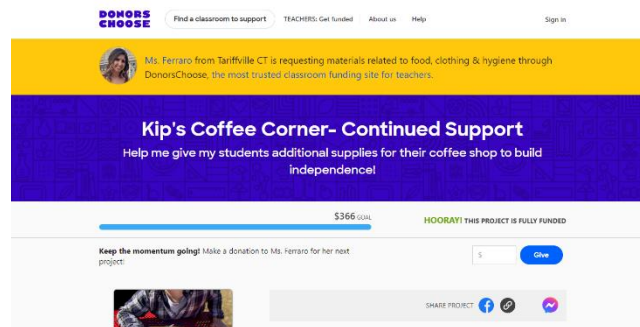 DONORS
CHOOSE
Find a classroom to support
TEACHERS: Get funded
About us
Help
Sign in
Ms. Ferraro from Tariffville CT is requesting materials related to food, clothing & hygiene through
DonorsChoose, the most trusted classroom funding site for teachers.
Kip's Coffee Corner- Continued Support
Help me give my students additional supplies for their coffee shop to build
independence!
$366 GOAL
HOORAY! THIS PROJECT IS FULLY FUNDED
Keep the momentum going! Make a donation to Ms. Ferraro for her next
project!
$
Give
SHARE PROJECT